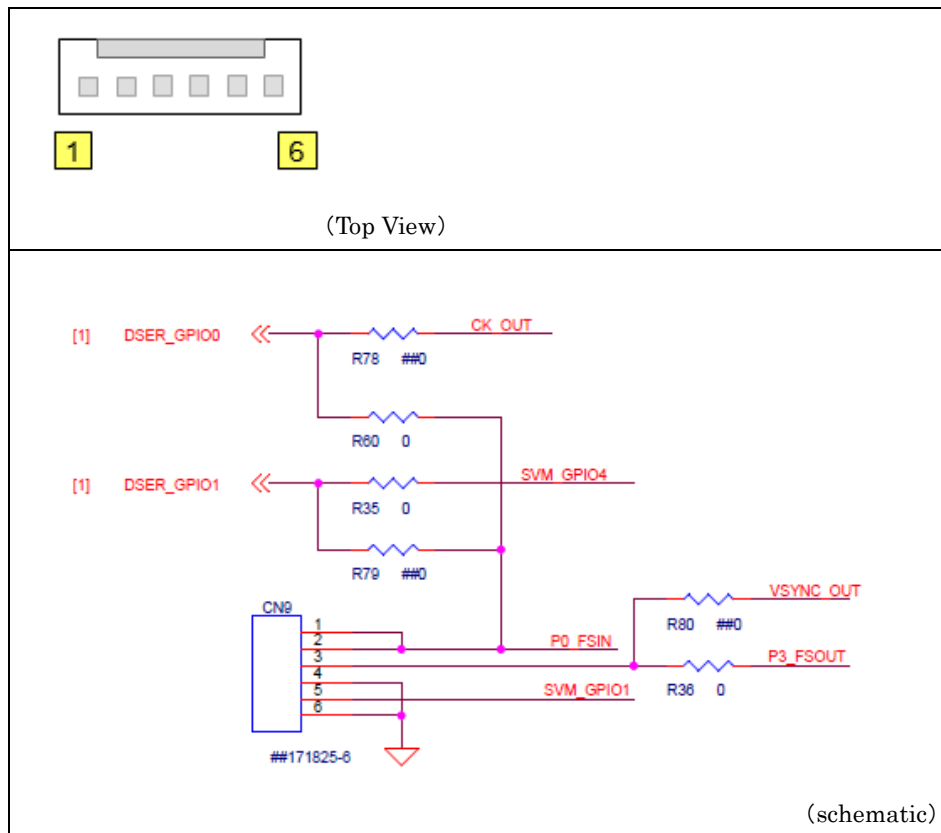 1 6
（Top View）
[1] DSER_GPIO0 CK_OUT
R78 ##0
R60 0
[1] DSER_GPIO1 SVM_GPIO4
R35 0
R79 ##0
CN9
1
2
3
4
5
6
P0_FSIN
SVM_GPIO1
##171825-6
VSYNC_OUT
R80 ##0
P3_FSOUT
R36 0
（schematic）